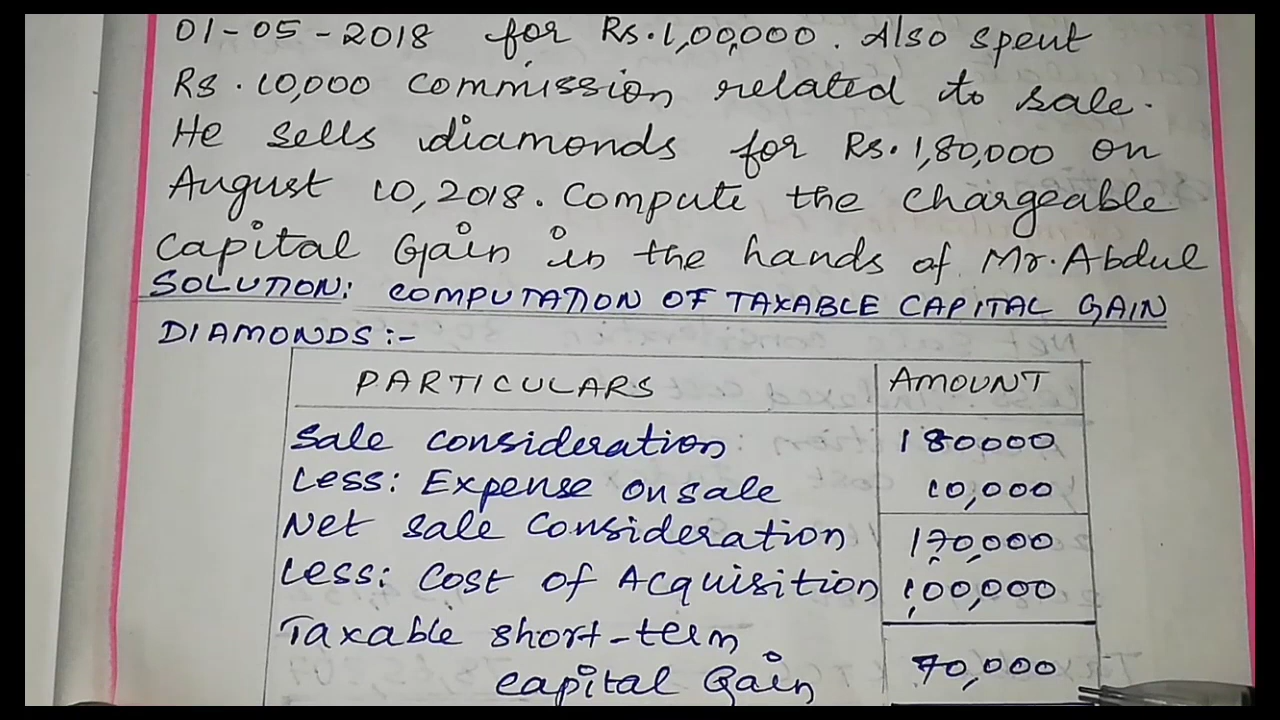 01-05-2018 for Rs.1,00,000. Also spent
Rs.10,000 commission related to sale.
He sells diamonds for Rs.1,80,000 on
August 10,2018. Compute the chargeable
capital Gain in the hands of Mr.Abdul
SOLUTION: COMPUTATION OF TAXABLE CAPITAL GAIN
DIAMONDS:-
PARTICULARS AMOUNT
Sale consideration 180000
Less: Expense on sale 10,000
Net sale consideration 170,000
Less: Cost of Acquisition 1,00,000
Taxable short-term
capital Gain 70,000